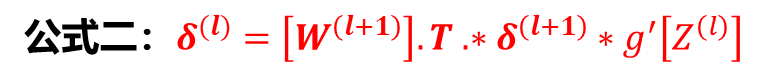 公式二：δ^{(l)} = [W^{(l+1)}].T .* δ^{(l+1)} * g′[Z^{(l)}]